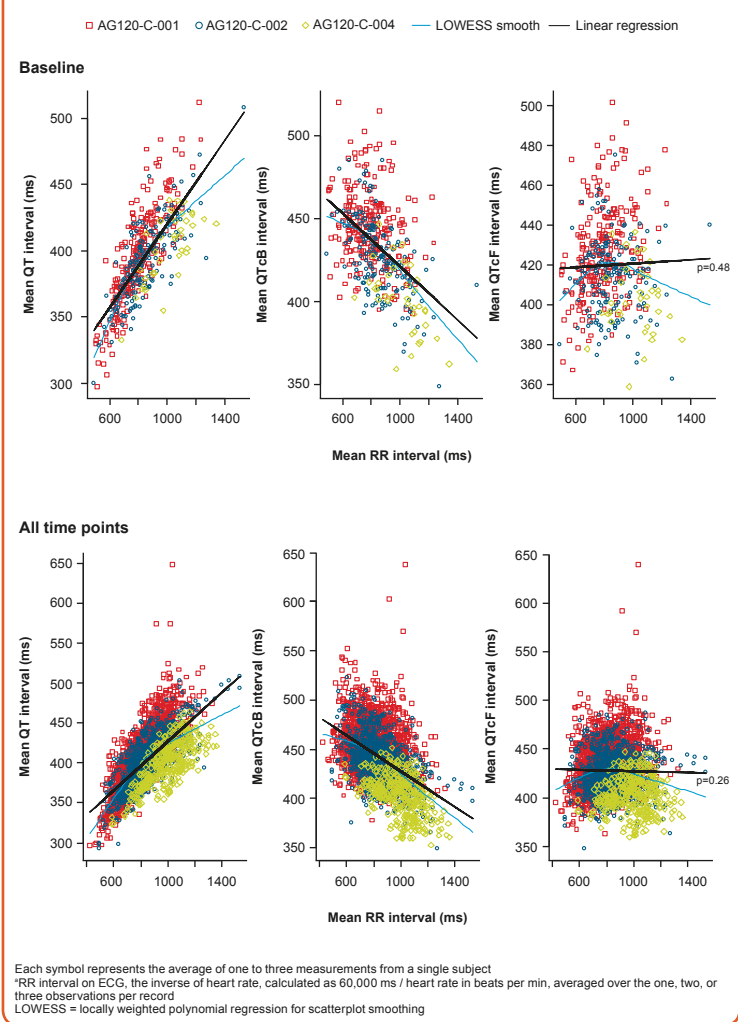 AG120-C-001 AG120-C-002 AG120-C-004 LOWESS smooth Linear regression
Baseline
Mean QT interval (ms)
500
450
400
350
300
600 1000 1400
Mean QTcB interval (ms)
500
450
400
350
600 1000 1400
Mean QTcF interval (ms)
500
480
460
440
420
400
380
360
p=0.48
600 1000 1400
Mean RR interval (ms)
All time points
Mean QT interval (ms)
650
600
550
500
450
400
350
300
600 1000 1400
Mean QTcB interval (ms)
650
600
550
500
450
400
350
600 1000 1400
Mean QTcF interval (ms)
650
600
550
500
450
400
350
p=0.26
600 1000 1400
Mean RR interval (ms)
Each symbol represents the average of one to three measurements from a single subject
ᵃRR interval on ECG, the inverse of heart rate, calculated as 60,000 ms / heart rate in beats per min, averaged over the one, two, or
three observations per record
LOWESS = locally weighted polynomial regression for scatterplot smoothing